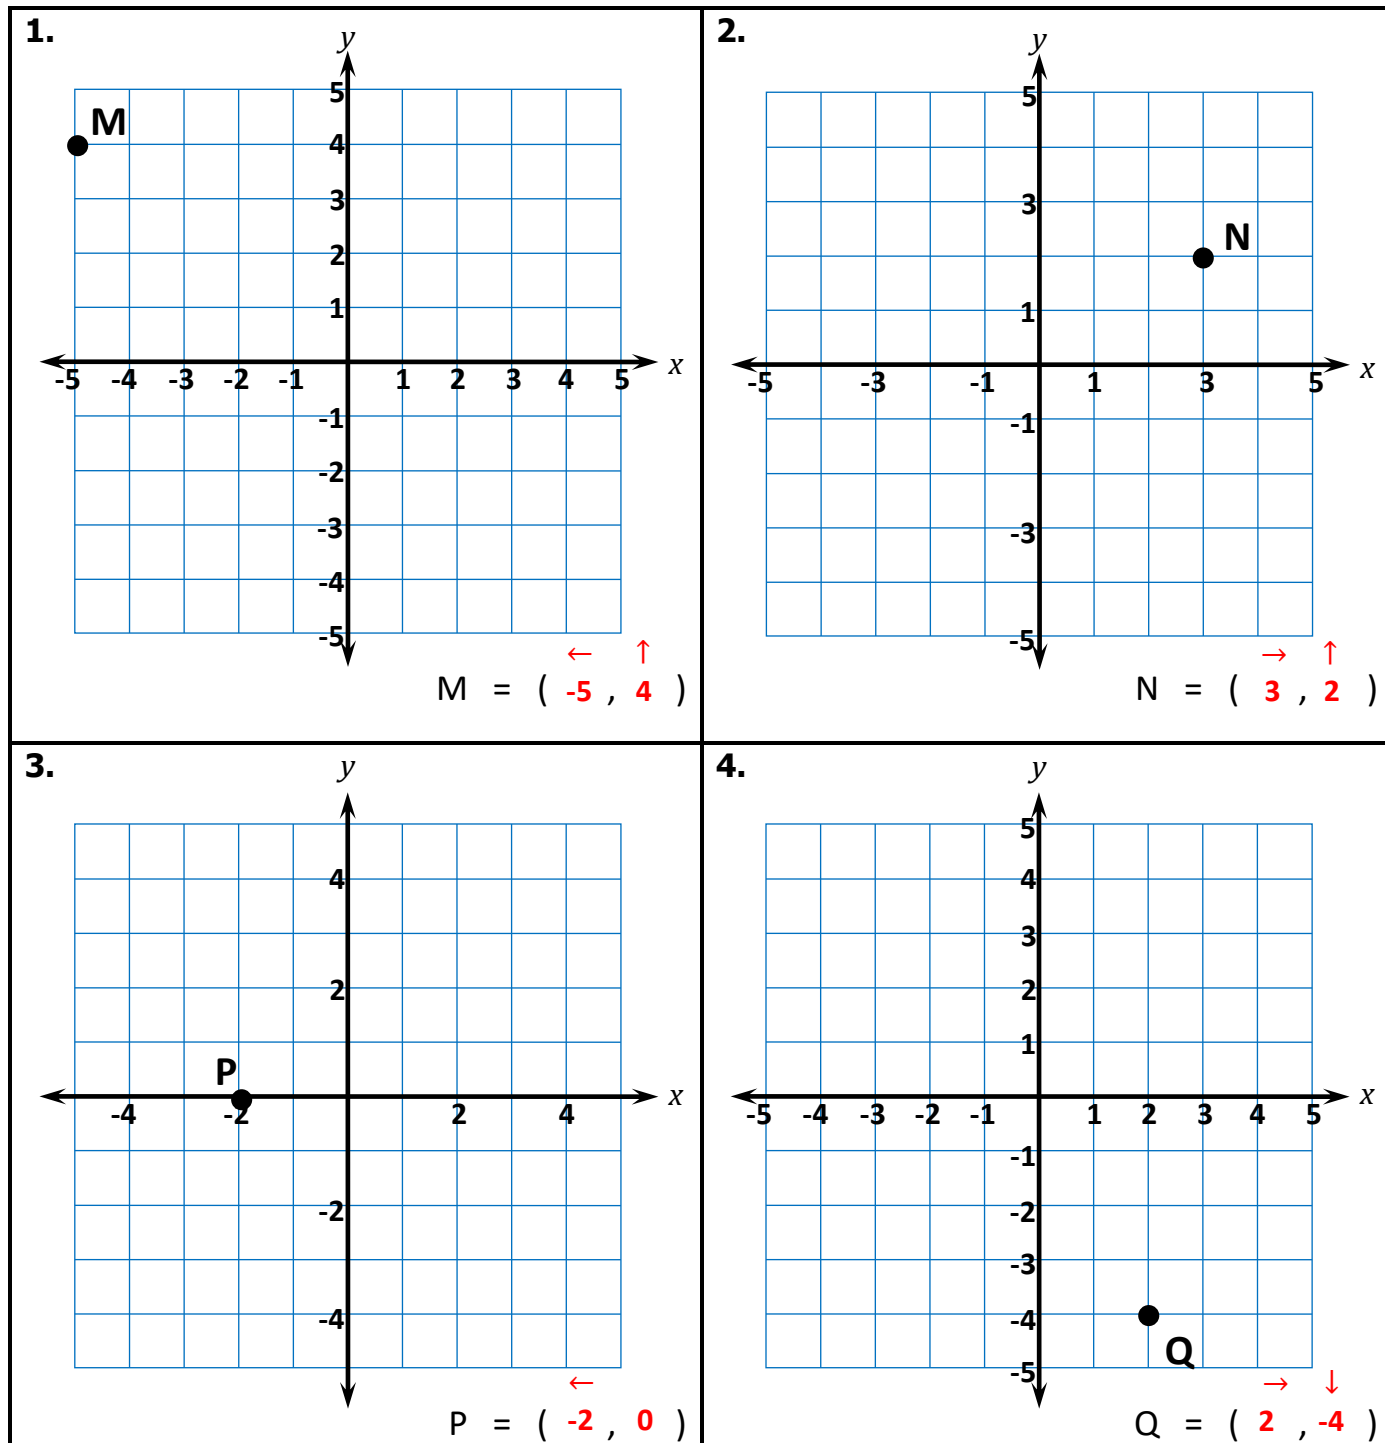 1.
y
5
M
4
3
2
1
-5 -4 -3 -2 -1 1 2 3 4 5 x
-1
-2
-3
-4
-5
← ↑
M = ( -5 , 4 )
2.
y
5
3
N
1
-5 -3 -1 1 3 5 x
-1
-3
-5
→ ↑
N = ( 3 , 2 )
3.
y
4
2
P
-4 -2 2 4 x
-2
-4
←
P = ( -2 , 0 )
4.
y
5
4
3
2
1
-5 -4 -3 -2 -1 1 2 3 4 5 x
-1
-2
-3
-4
Q
-5
→ ↓
Q = ( 2 , -4 )